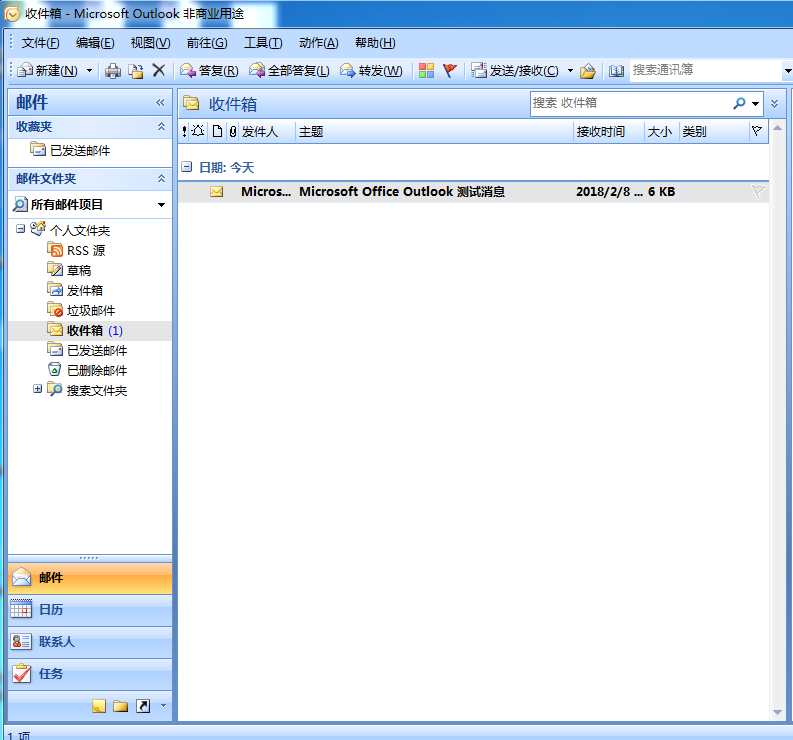 收件箱 - Microsoft Outlook 非商业用途
文件(F) 编辑(E) 视图(V) 前往(G) 工具(T) 动作(A) 帮助(H)
新建(N) 答复(R) 全部答复(L) 转发(W) 发送/接收(C) 搜索通讯簿
邮件 «
收藏夹
已发送邮件
邮件文件夹
所有邮件项目
个人文件夹
RSS 源
草稿
发件箱
垃圾邮件
收件箱 (1)
已发送邮件
已删除邮件
搜索文件夹
邮件
日历
联系人
任务
收件箱 搜索 收件箱
! 发件人 主题 接收时间 大小 类别
日期: 今天
Micros... Microsoft Office Outlook 测试消息 2018/2/8 ... 6 KB
1 项